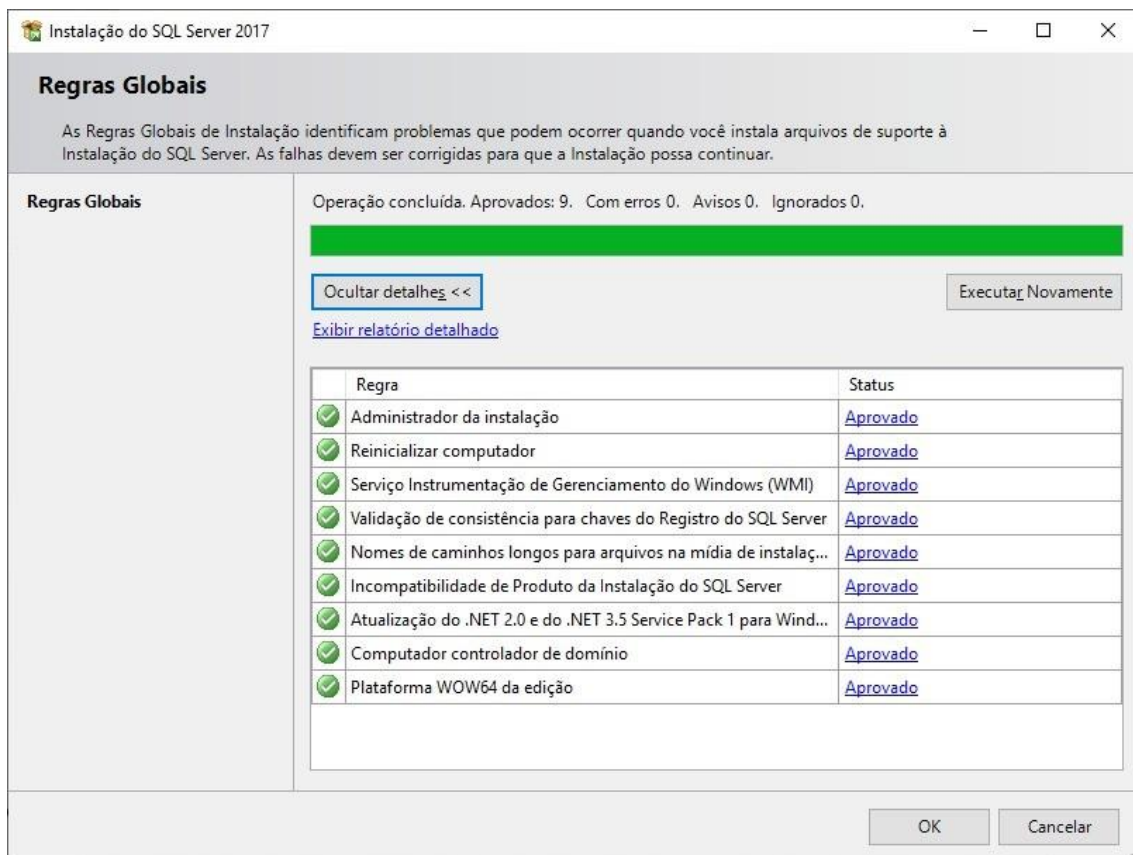 Instalação do SQL Server 2017
Regras Globais
As Regras Globais de Instalação identificam problemas que podem ocorrer quando você instala arquivos de suporte à
Instalação do SQL Server. As falhas devem ser corrigidas para que a Instalação possa continuar.
Regras Globais
Operação concluída. Aprovados: 9. Com erros 0. Avisos 0. Ignorados 0.
Ocultar detalhes <<
Executar Novamente
Exibir relatório detalhado
Regra Status
Administrador da instalação Aprovado
Reinicializar computador Aprovado
Serviço Instrumentação de Gerenciamento do Windows (WMI) Aprovado
Validação de consistência para chaves do Registro do SQL Server Aprovado
Nomes de caminhos longos para arquivos na mídia de instalaç... Aprovado
Incompatibilidade de Produto da Instalação do SQL Server Aprovado
Atualização do .NET 2.0 e do .NET 3.5 Service Pack 1 para Wind... Aprovado
Computador controlador de domínio Aprovado
Plataforma WOW64 da edição Aprovado
OK Cancelar